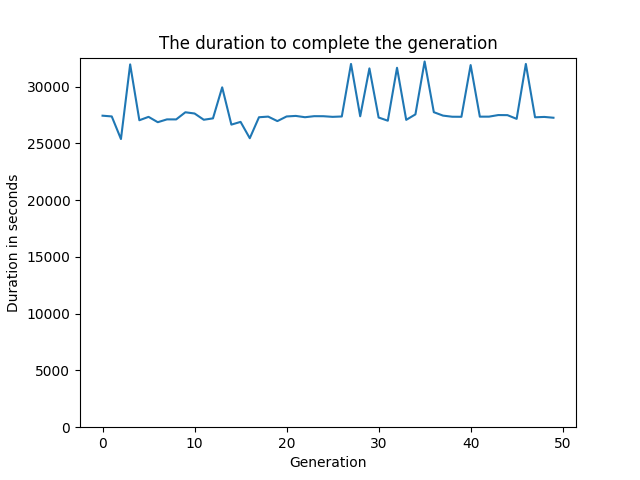 The duration to complete the generation
30000
25000
20000
15000
10000
5000
0
Duration in seconds
0 10 20 30 40 50
Generation